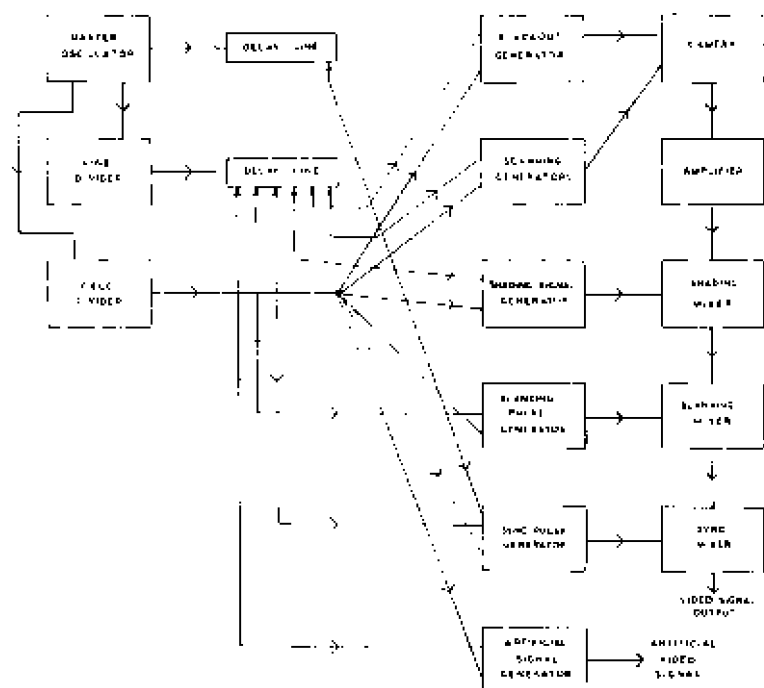 MASTER
OSCILLATOR
DELAY LINE
GENERATOR
CAMERA
LINE
DIVIDER
DELAY LINE
SCANNING
GENERATORS
AMPLIFIER
FIELD
DIVIDER
SHADING SIGNAL
GENERATOR
SHADING
MIXER
BLANKING
PULSE
GENERATOR
BLANKING
MIXER
SYNC PULSE
GENERATOR
SYNC
MIXER
VIDEO SIGNAL
OUTPUT
ARTIFICIAL
SIGNAL
GENERATOR
ARTIFICIAL
VIDEO
SIGNAL